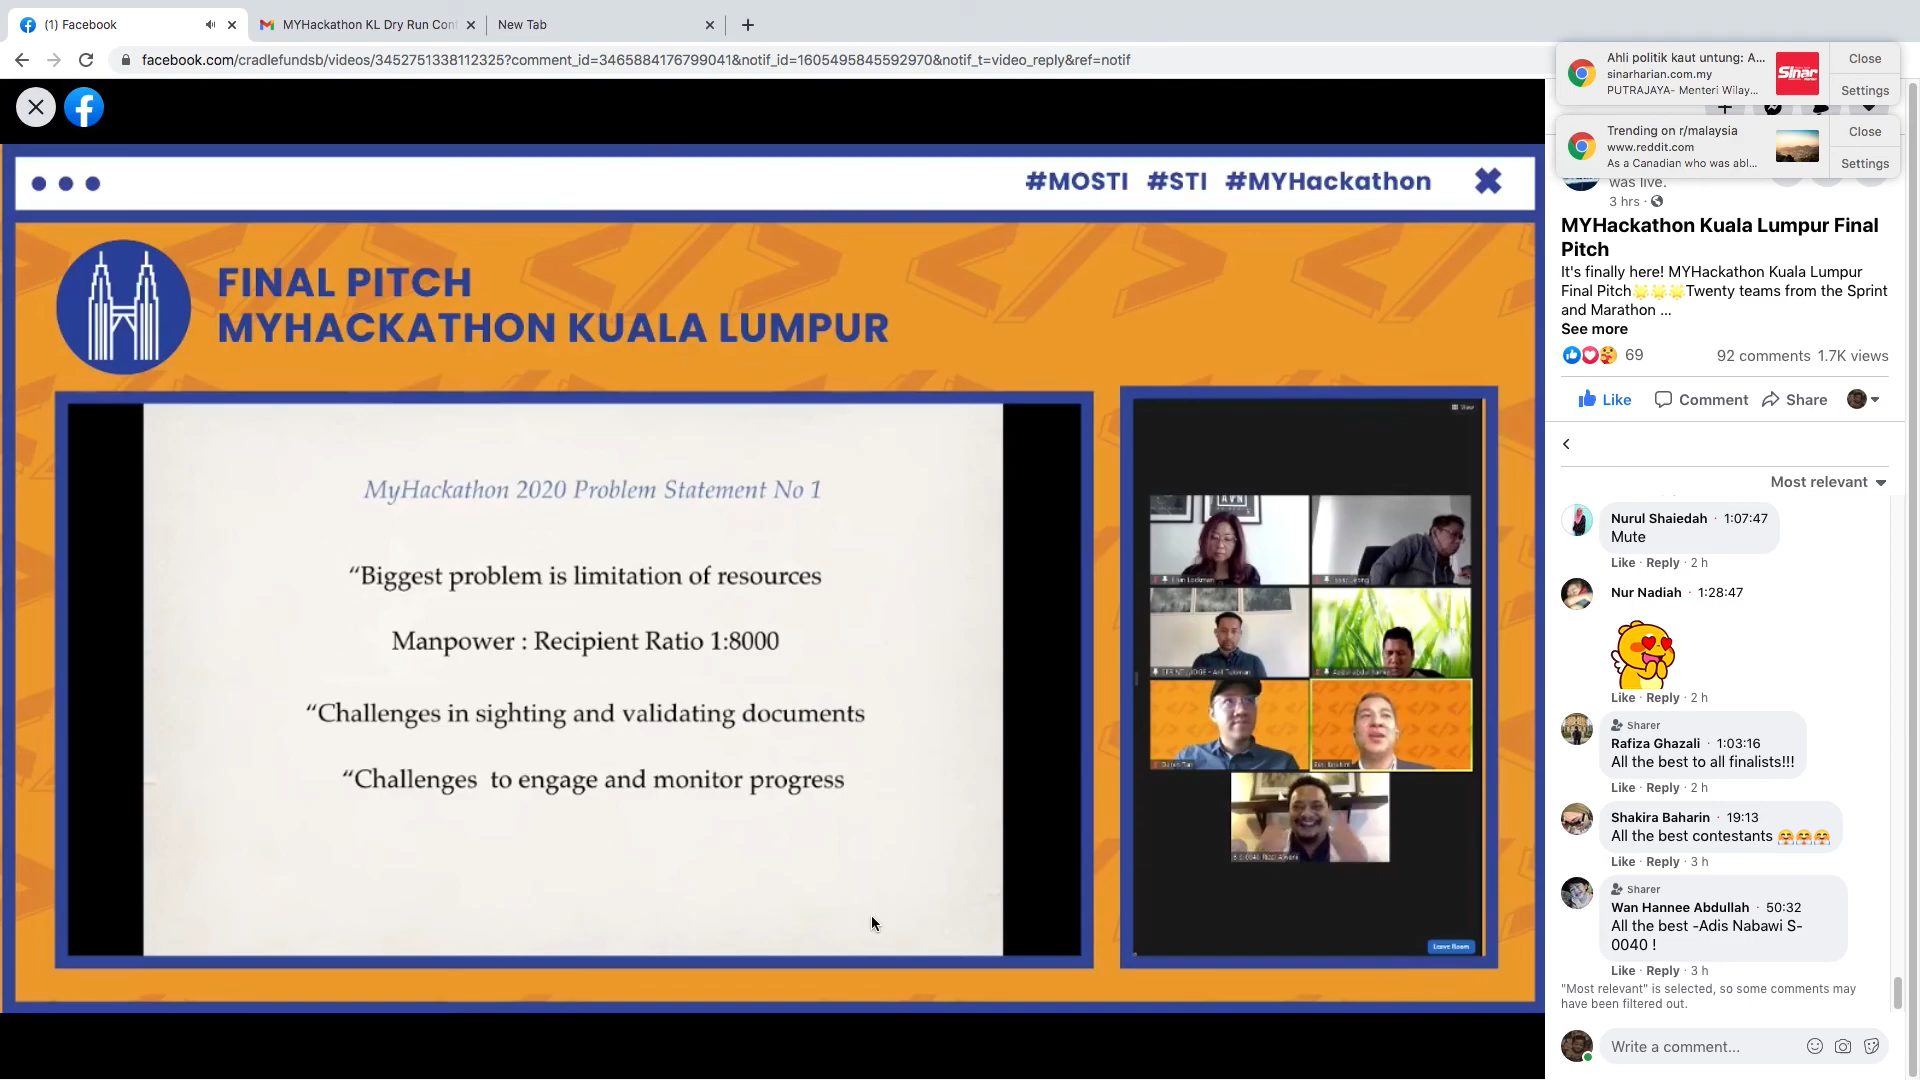 (1) Facebook
MYHackathon KL Dry Run Con
New Tab
facebook.com/cradlefundsb/videos/3452751338112325?comment_id=3465884176799041&notif_id=1605495845592970&notif_t=video_reply&ref=notif
Ahli politik kaut untung: A...
sinarharian.com.my
PUTRAJAYA- Menteri Wilay...
Sinar
Close
Settings
Trending on r/malaysia
www.reddit.com
As a Canadian who was abl...
Close
Settings
#MOSTI #STI #MYHackathon
FINAL PITCH
MYHACKATHON KUALA LUMPUR
MyHackathon 2020 Problem Statement No 1
“Biggest problem is limitation of resources
Manpower : Recipient Ratio 1:8000
“Challenges in sighting and validating documents
“Challenges to engage and monitor progress
View
Leave Room
was live.
3 hrs ·
MYHackathon Kuala Lumpur Final
Pitch
It's finally here! MYHackathon Kuala Lumpur
Final Pitch🌟🌟🌟Twenty teams from the Sprint
and Marathon ...
See more
69
92 comments 1.7K views
Like
Comment
Share
Most relevant
Nurul Shaiedah · 1:07:47
Mute
Like · Reply · 2 h
Nur Nadiah · 1:28:47
Like · Reply · 2 h
Sharer
Rafiza Ghazali · 1:03:16
All the best to all finalists!!!
Like · Reply · 2 h
Shakira Baharin · 19:13
All the best contestants 🤗🤗🤗
Like · Reply · 3 h
Sharer
Wan Hannee Abdullah · 50:32
All the best -Adis Nabawi S-
0040 !
Like · Reply · 3 h
"Most relevant" is selected, so some comments may
have been filtered out.
Write a comment...